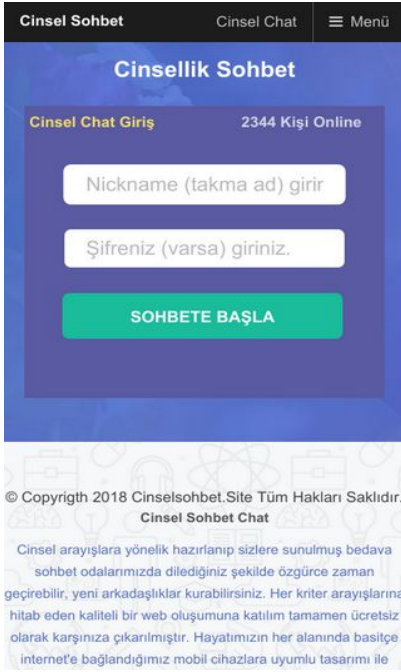 Cinsel Sohbet Cinsel Chat ≡ Menü
Cinsellik Sohbet
Cinsel Chat Giriş 2344 Kişi Online
Nickname (takma ad) girir
Şifreniz (varsa) giriniz.
SOHBETE BAŞLA
© Copyrigth 2018 Cinselsohbet.Site Tüm Hakları Saklıdır.
Cinsel Sohbet Chat
Cinsel arayışlara yönelik hazırlanıp sizlere sunulmuş bedava
sohbet odalarımızda dilediğiniz şekilde özgürce zaman
geçirebilir, yeni arkadaşlıklar kurabilirsiniz. Her kriter arayışlarına
hitab eden kaliteli bir web oluşumuna katılım tamamen ücretsiz
olarak karşınıza çıkarılmıştır. Hayatımızın her alanında basitçe
internet'e bağlandığımız mobil cihazlara uyumlu tasarımı ile